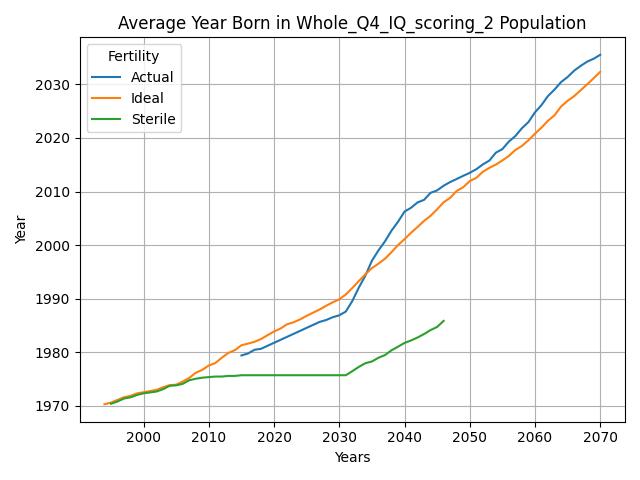 Average Year Born in Whole_Q4_IQ_scoring_2 Population
Fertility
Actual
Ideal
Sterile
Year
2030
2020
2010
2000
1990
1980
1970
2000 2010 2020 2030 2040 2050 2060 2070
Years